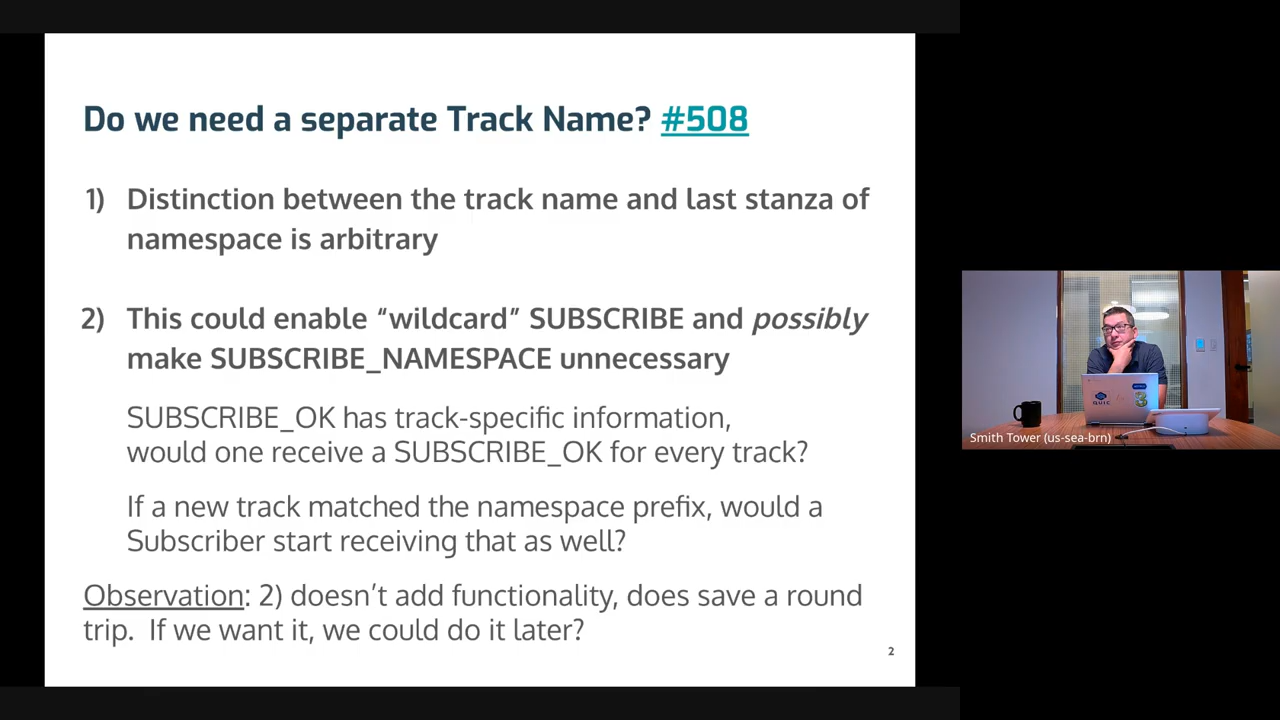 Do we need a separate Track Name? #508
1) Distinction between the track name and last stanza of
namespace is arbitrary
2) This could enable “wildcard” SUBSCRIBE and possibly
make SUBSCRIBE_NAMESPACE unnecessary
SUBSCRIBE_OK has track-specific information,
would one receive a SUBSCRIBE_OK for every track?
If a new track matched the namespace prefix, would a
Subscriber start receiving that as well?
Observation: 2) doesn’t add functionality, does save a round
trip. If we want it, we could do it later?
2
QUIC
Smith Tower (us-sea-brn)